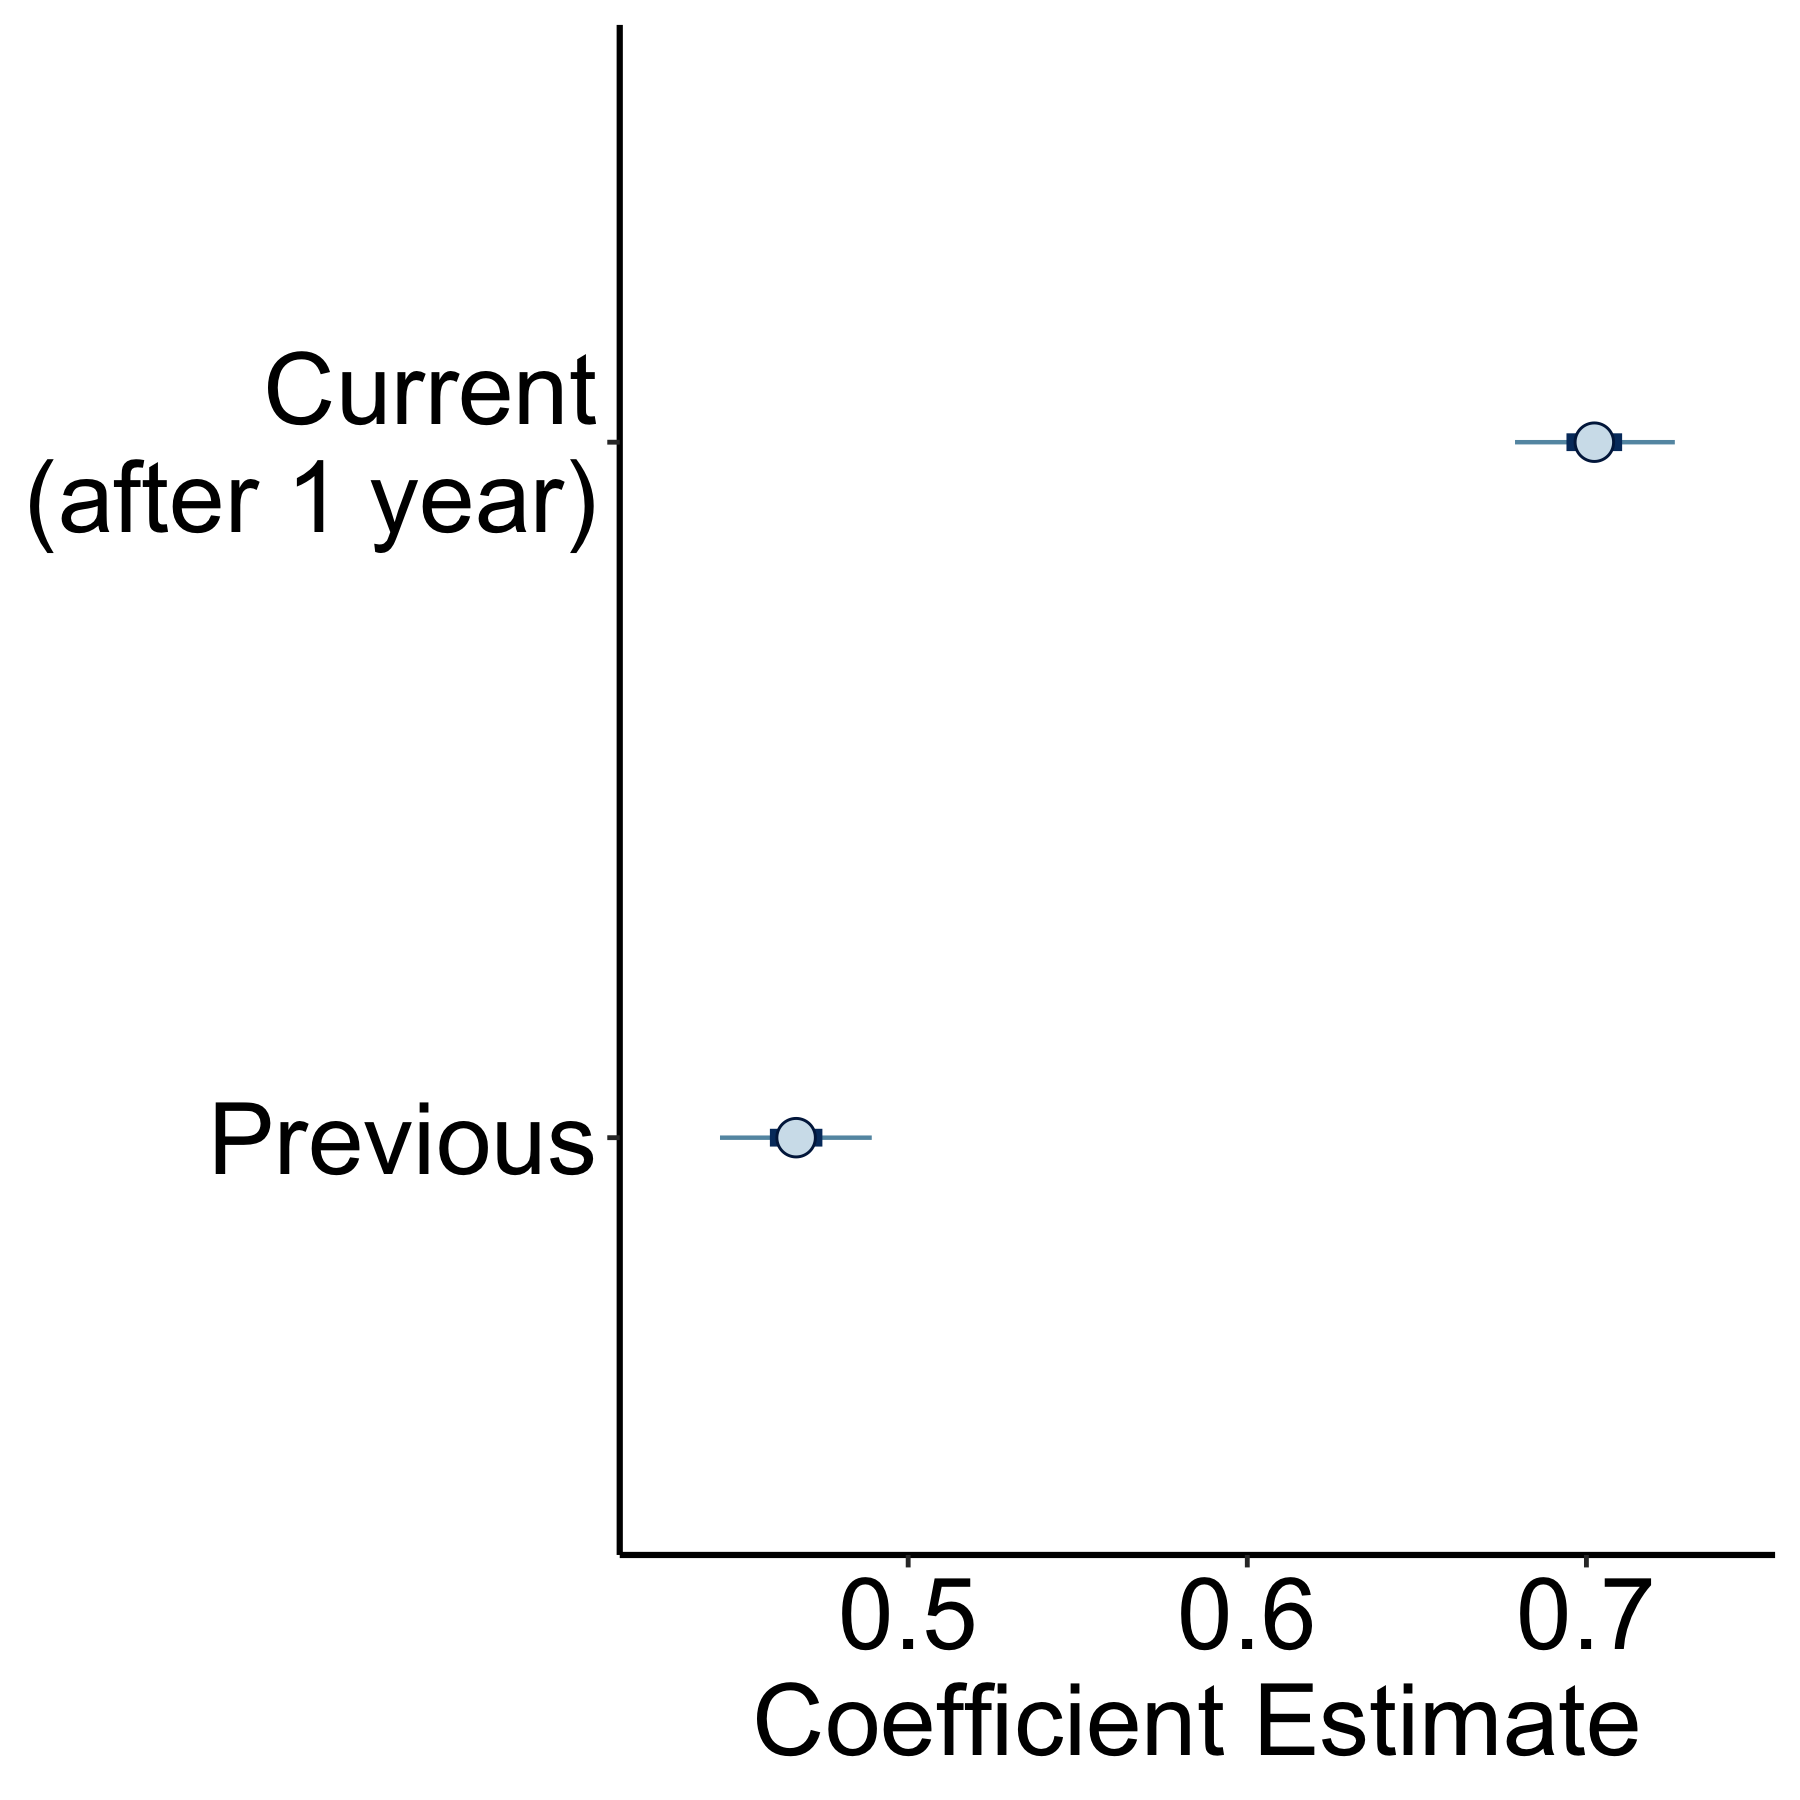 Current
(after 1 year)
Previous
0.5 0.6 0.7
Coefficient Estimate